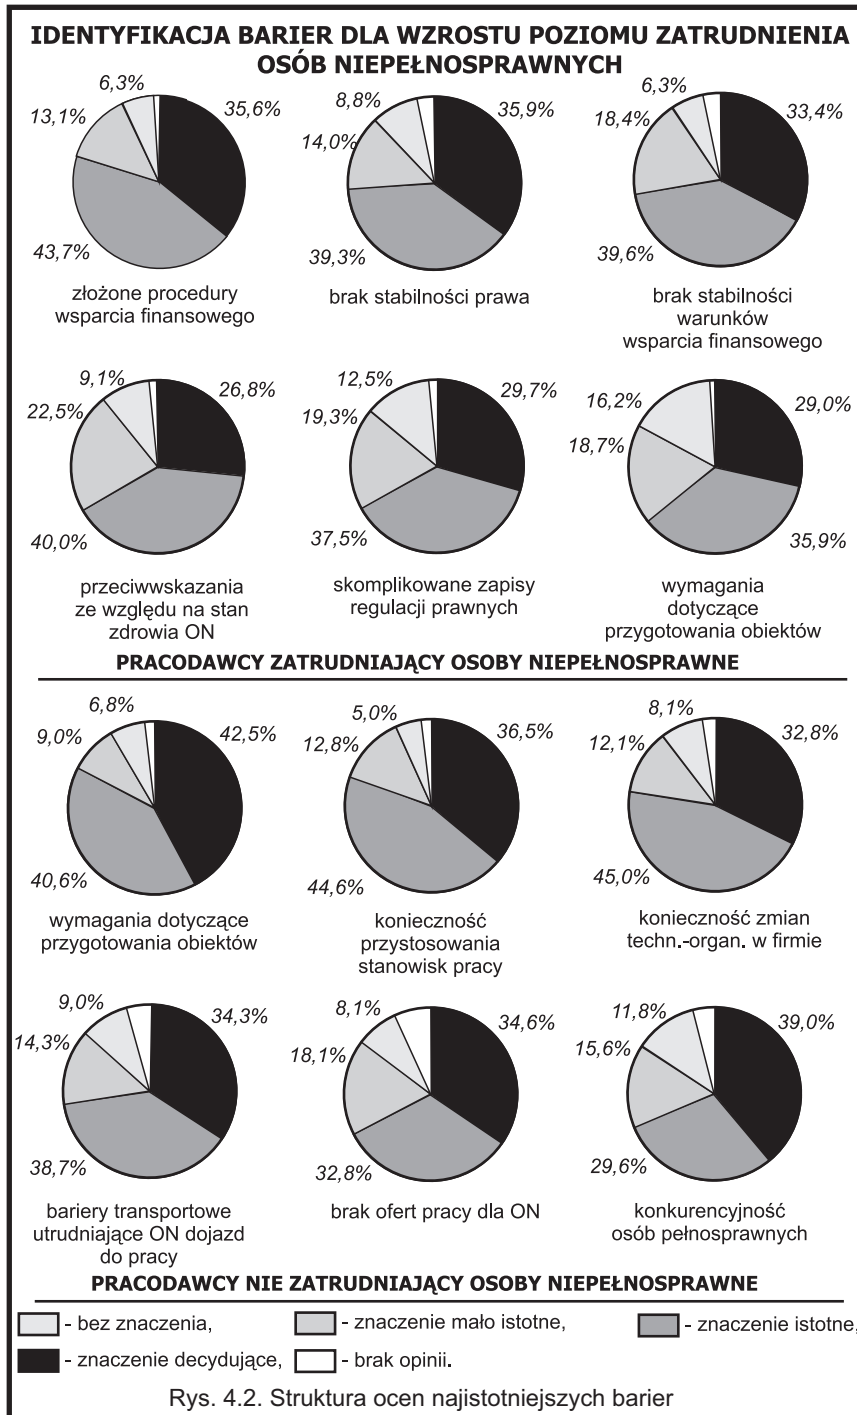 IDENTYFIKACJA BARIER DLA WZROSTU POZIOMU ZATRUDNIENIA
OSÓB NIEPEŁNOSPRAWNYCH
6,3%
13,1%
35,6%
43,7%
złożone procedury
wsparcia finansowego
8,8%
14,0%
35,9%
39,3%
brak stabilności prawa
6,3%
18,4%
33,4%
39,6%
brak stabilności
warunków
wsparcia finansowego
9,1%
22,5%
26,8%
40,0%
przeciwwskazania
ze względu na stan
zdrowia ON
12,5%
19,3%
29,7%
37,5%
skomplikowane zapisy
regulacji prawnych
16,2%
18,7%
29,0%
35,9%
wymagania
dotyczące
przygotowania obiektów
PRACODAWCY ZATRUDNIAJĄCY OSOBY NIEPEŁNOSPRAWNE
6,8%
9,0%
42,5%
40,6%
wymagania dotyczące
przygotowania obiektów
5,0%
12,8%
36,5%
44,6%
konieczność
przystosowania
stanowisk pracy
8,1%
12,1%
32,8%
45,0%
konieczność zmian
techn.-organ. w firmie
9,0%
14,3%
34,3%
38,7%
bariery transportowe
utrudniające ON dojazd
do pracy
8,1%
18,1%
34,6%
32,8%
brak ofert pracy dla ON
11,8%
15,6%
39,0%
29,6%
konkurencyjność
osób pełnosprawnych
PRACODAWCY NIE ZATRUDNIAJĄCY OSOBY NIEPEŁNOSPRAWNE
- bez znaczenia, - znaczenie mało istotne, - znaczenie istotne,
- znaczenie decydujące, - brak opinii.
Rys. 4.2. Struktura ocen najistotniejszych barier